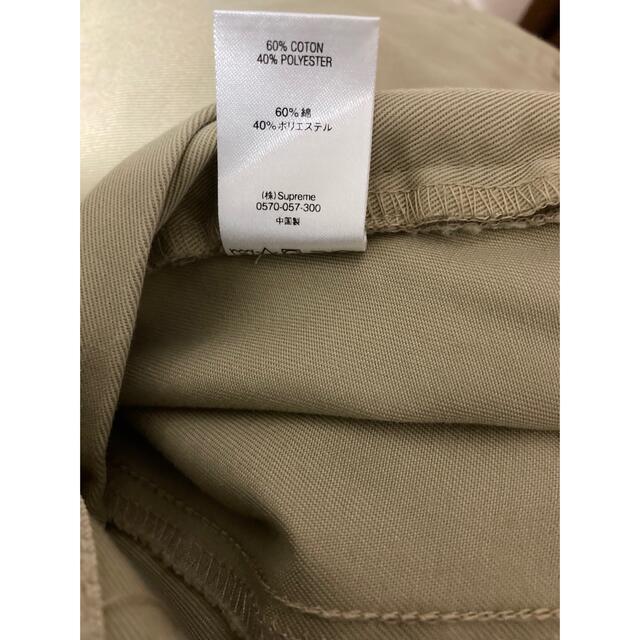 60% COTON
40% POLYESTER
60%綿
40%ポリエステル
(株)Supreme
0570-057-300
中国製